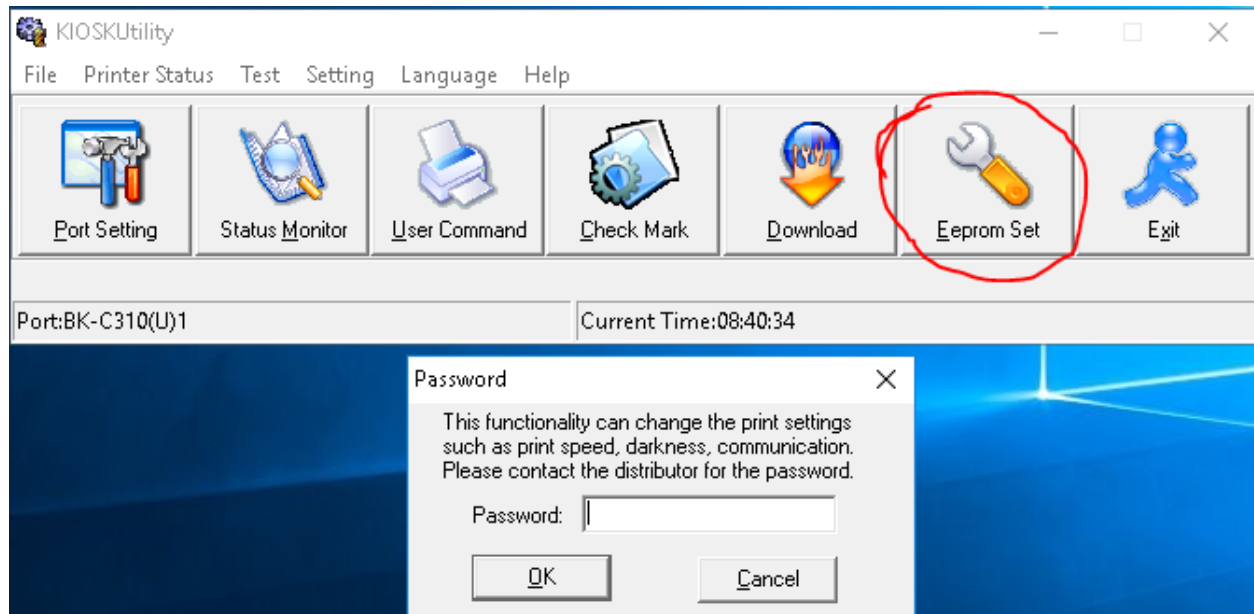 KIOSKUtility
File Printer Status Test Setting Language Help
Port Setting Status Monitor User Command Check Mark Download Eeprom Set Exit
Port:BK-C310(U)1 Current Time:08:40:34
Password
This functionality can change the print settings
such as print speed, darkness, communication.
Please contact the distributor for the password.
Password:
OK Cancel